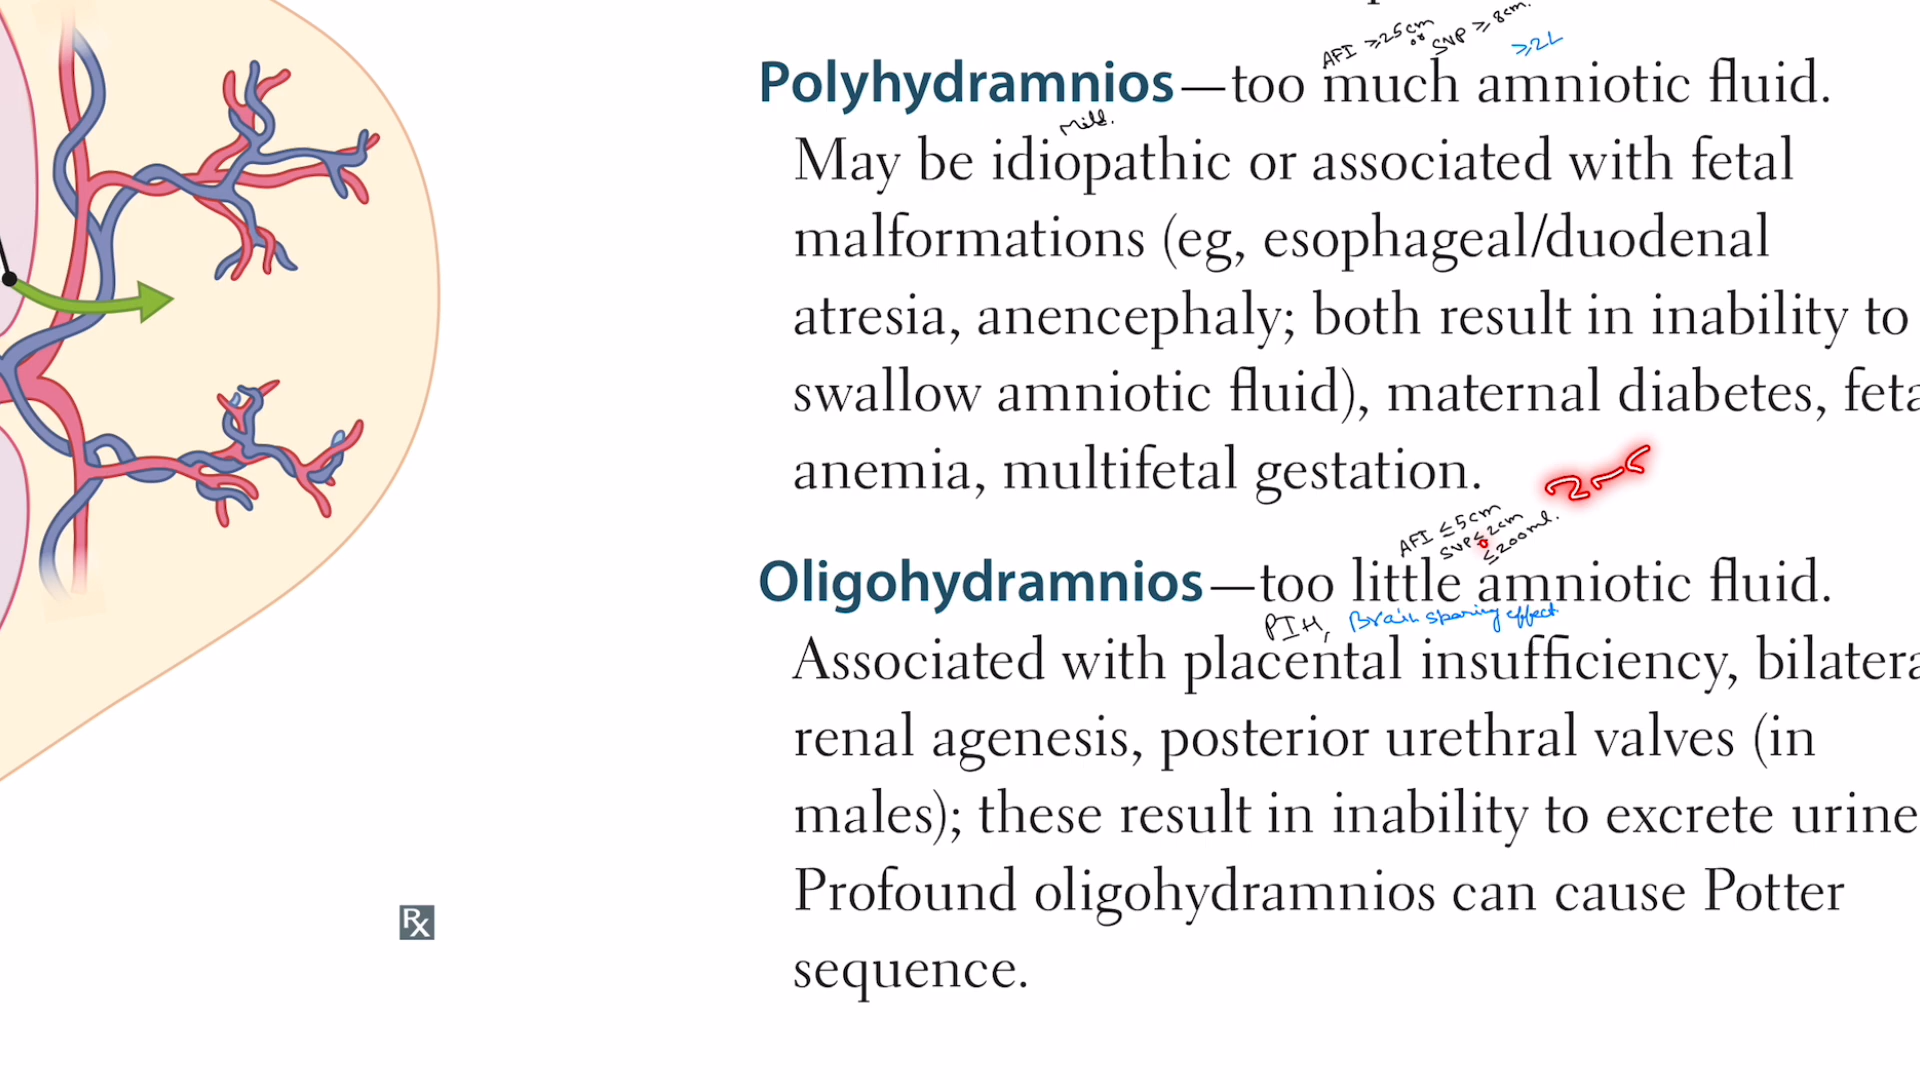 AFI ≥25cm or SVP ≥8cm.
≥2L
Polyhydramnios—too much amniotic fluid.
Mild.
May be idiopathic or associated with fetal
malformations (eg, esophageal/duodenal
atresia, anencephaly; both result in inability to
swallow amniotic fluid), maternal diabetes, feta
anemia, multifetal gestation.
AFI ≤5cm
SVP≤2cm
≤200ml.
Oligohydramnios—too little amniotic fluid.
PIH, Brain sparing effect
Associated with placental insufficiency, bilatera
renal agenesis, posterior urethral valves (in
males); these result in inability to excrete urine
Profound oligohydramnios can cause Potter
sequence.
Rx